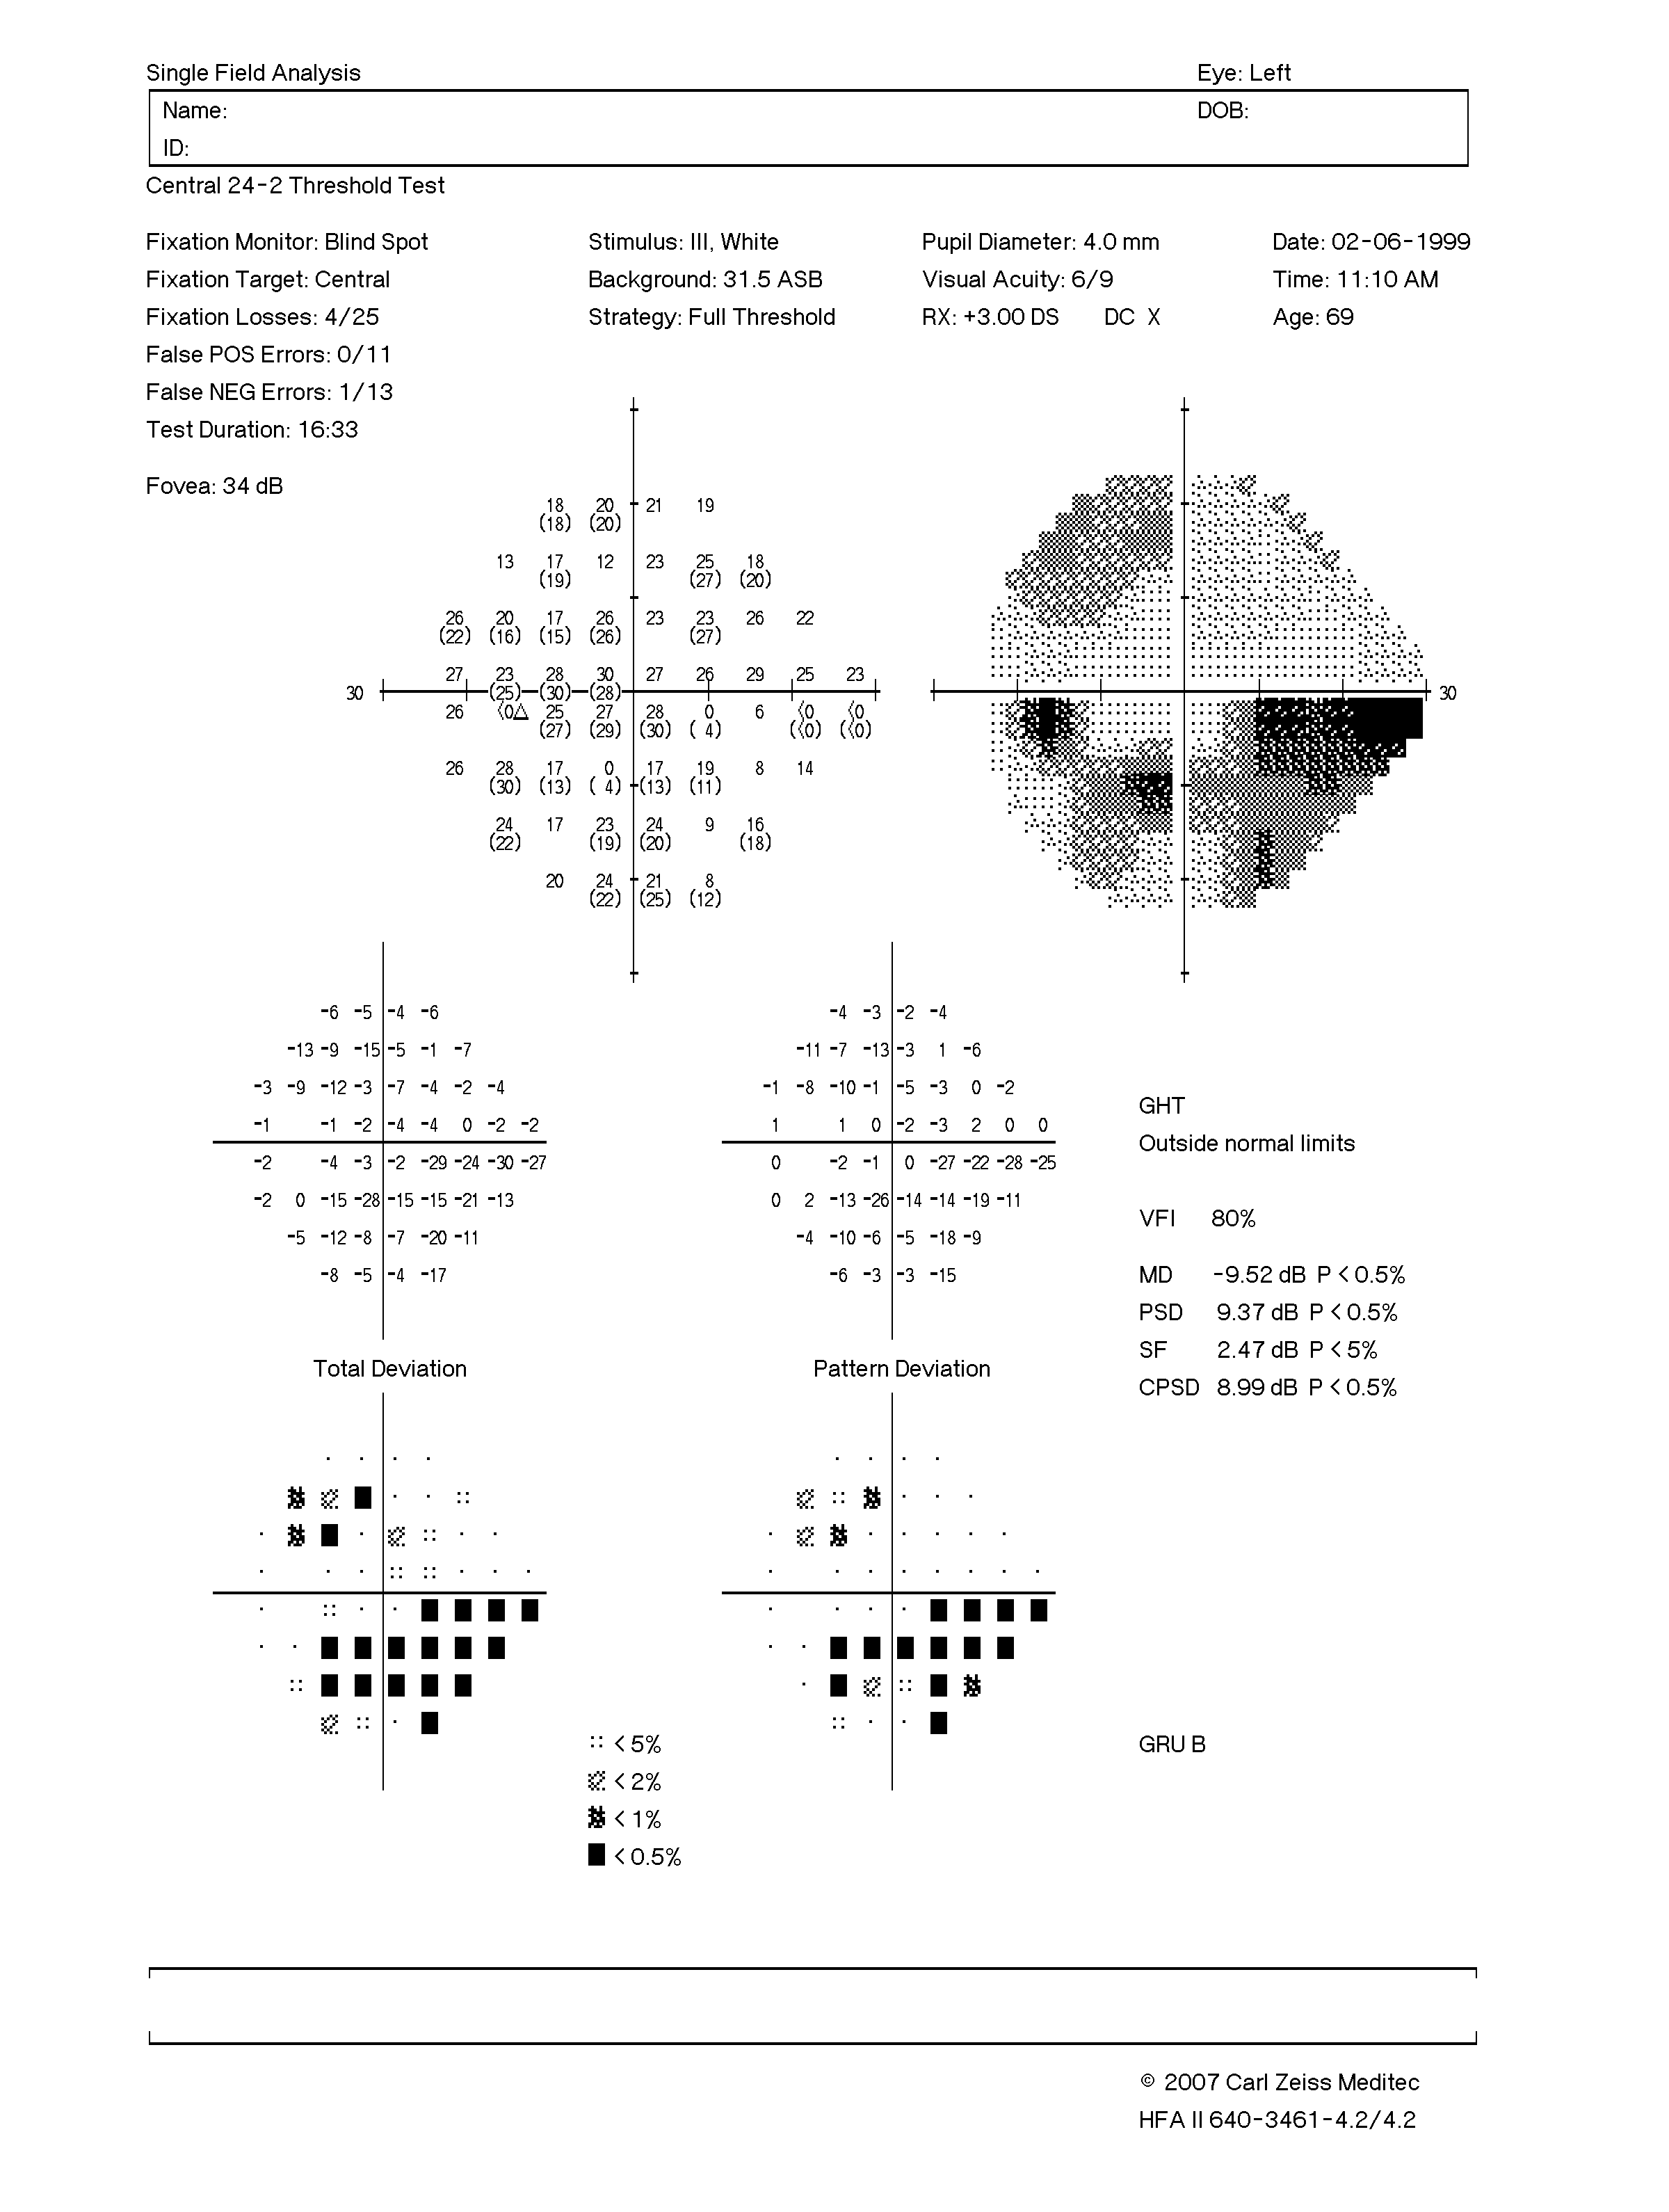 Single Field Analysis Eye: Left
Name: DOB:
ID:
Central 24-2 Threshold Test
Fixation Monitor: Blind Spot Stimulus: III, White Pupil Diameter: 4.0 mm Date: 02-06-1999
Fixation Target: Central Background: 31.5 ASB Visual Acuity: 6/9 Time: 11:10 AM
Fixation Losses: 4/25 Strategy: Full Threshold RX: +3.00 DS DC X Age: 69
False POS Errors: 0/11
False NEG Errors: 1/13
Test Duration: 16:33
Fovea: 34 dB
18 20 21 19
(18) (20)
13 17 12 23 25 18
(19) (27) (20)
26 20 17 26 23 23 26 22
(22) (16) (15) (26) (27)
27 23 28 30 27 26 29 25 23
30 (25) (30) (28) 30
26 <0 25 27 28 0 6 <0 <0
(27) (29) (30) ( 4) (<0) (<0)
26 28 17 0 17 19 8 14
(30) (13) ( 4) (13) (11)
24 17 23 24 9 16
(22) (19) (20) (18)
20 24 21 8
(22) (25) (12)
-6 -5 -4 -6 -4 -3 -2 -4
-13 -9 -15 -5 -1 -7 -11 -7 -13 -3 1 -6
-3 -9 -12 -3 -7 -4 -2 -4 -1 -8 -10 -1 -5 -3 0 -2
GHT
-1 -1 -2 -4 -4 0 -2 -2 1 1 0 -2 -3 2 0 0
Outside normal limits
-2 -4 -3 -2 -29 -24 -30 -27 0 -2 -1 0 -27 -22 -28 -25
-2 0 -15 -28 -15 -15 -21 -13 0 2 -13 -26 -14 -14 -19 -11
VFI 80%
-5 -12 -8 -7 -20 -11 -4 -10 -6 -5 -18 -9
-8 -5 -4 -17 -6 -3 -3 -15 MD -9.52 dB P < 0.5%
PSD 9.37 dB P < 0.5%
SF 2.47 dB P < 5%
Total Deviation Pattern Deviation
CPSD 8.99 dB P < 0.5%
< 5% GRU B
< 2%
< 1%
< 0.5%
© 2007 Carl Zeiss Meditec
HFA II 640-3461-4.2/4.2